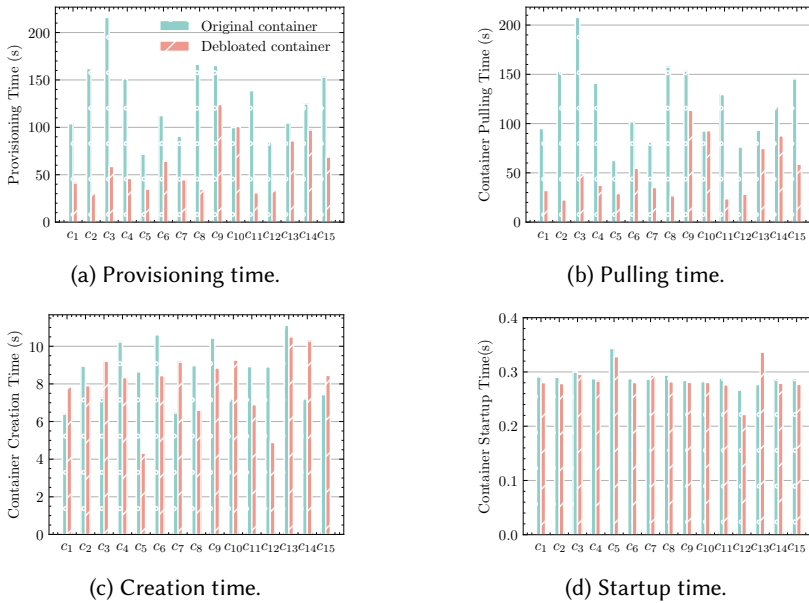 Provisioning Time (s)
200
150
100
50
0
Original container
Debloated container
c1 c2 c3 c4 c5 c6 c7 c8 c9 c10 c11 c12 c13 c14 c15
(a) Provisioning time.
Container Pulling Time (s)
200
150
100
50
0
c1 c2 c3 c4 c5 c6 c7 c8 c9 c10 c11 c12 c13 c14 c15
(b) Pulling time.
Container Creation Time (s)
10
8
6
4
2
0
c1 c2 c3 c4 c5 c6 c7 c8 c9 c10 c11 c12 c13 c14 c15
(c) Creation time.
Container Startup Time(s)
0.4
0.3
0.2
0.1
0.0
c1 c2 c3 c4 c5 c6 c7 c8 c9 c10 c11 c12 c13 c14 c15
(d) Startup time.